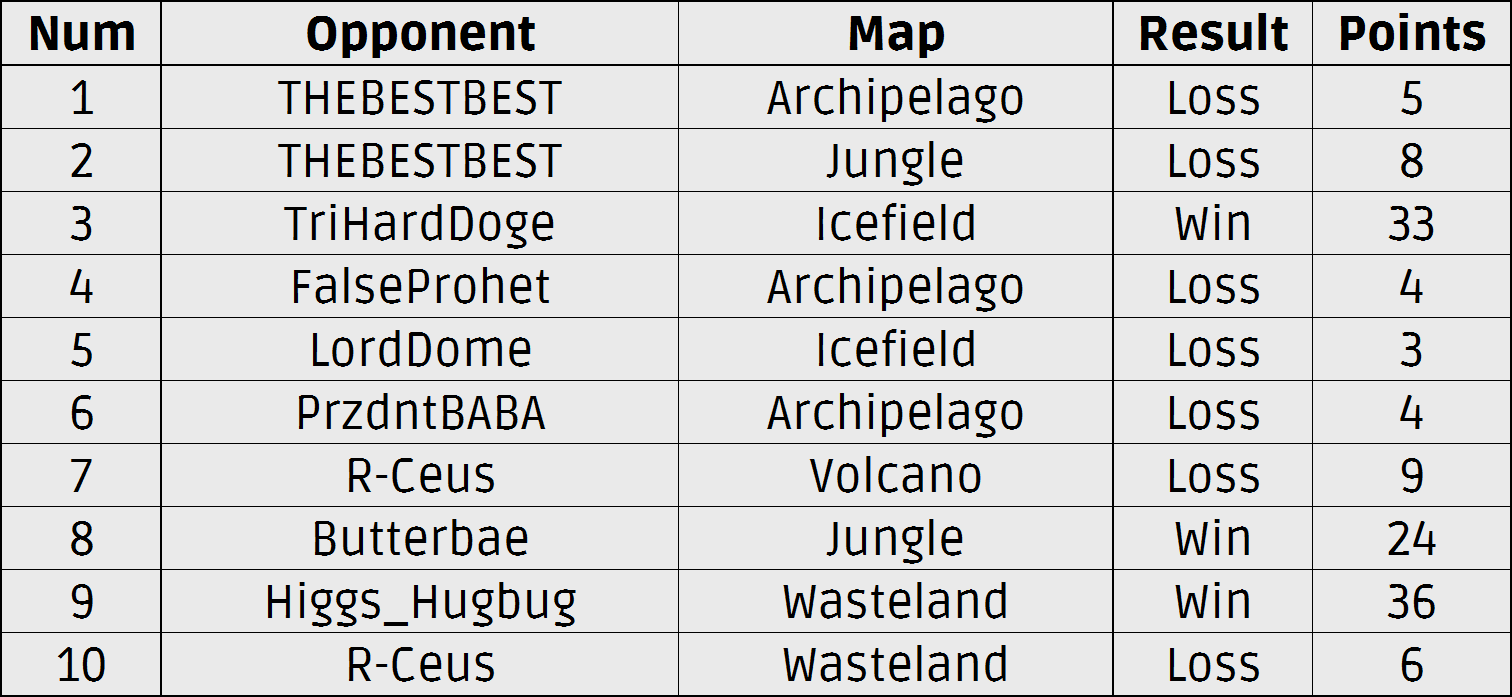 Num Opponent Map Result Points
1 THEBESTBEST Archipelago Loss 5
2 THEBESTBEST Jungle Loss 8
3 TriHardDoge Icefield Win 33
4 FalseProhet Archipelago Loss 4
5 LordDome Icefield Loss 3
6 PrzdntBABA Archipelago Loss 4
7 R-Ceus Volcano Loss 9
8 Butterbae Jungle Win 24
9 Higgs_Hugbug Wasteland Win 36
10 R-Ceus Wasteland Loss 6